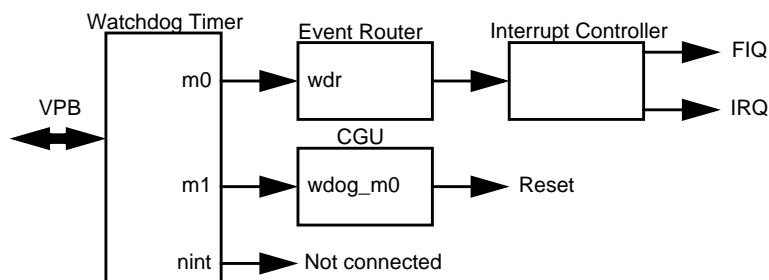 Watchdog Timer
Event Router
Interrupt Controller
FIQ
m0
wdr
VPB
IRQ
CGU
m1
wdog_m0
Reset
nint
Not connected